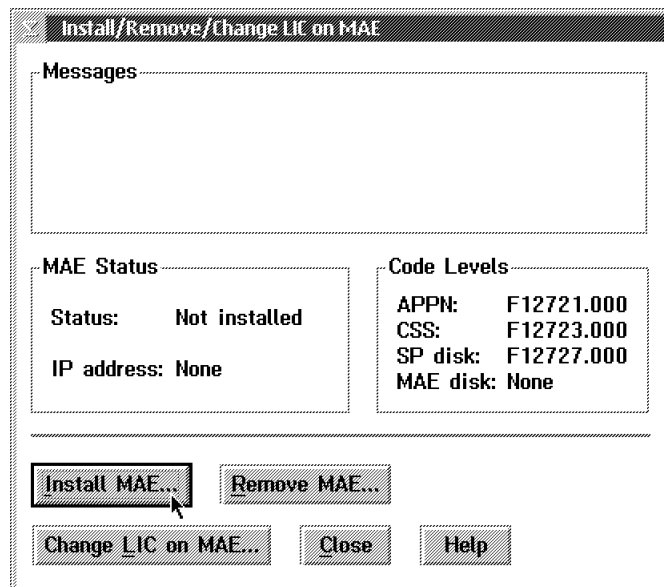 Install/Remove/Change LIC on MAE
Messages
MAE Status
Status: Not installed
IP address: None
Code Levels
APPN: F12721.000
CSS: F12723.000
SP disk: F12727.000
MAE disk: None
Install MAE...
Remove MAE...
Change LIC on MAE...
Close
Help